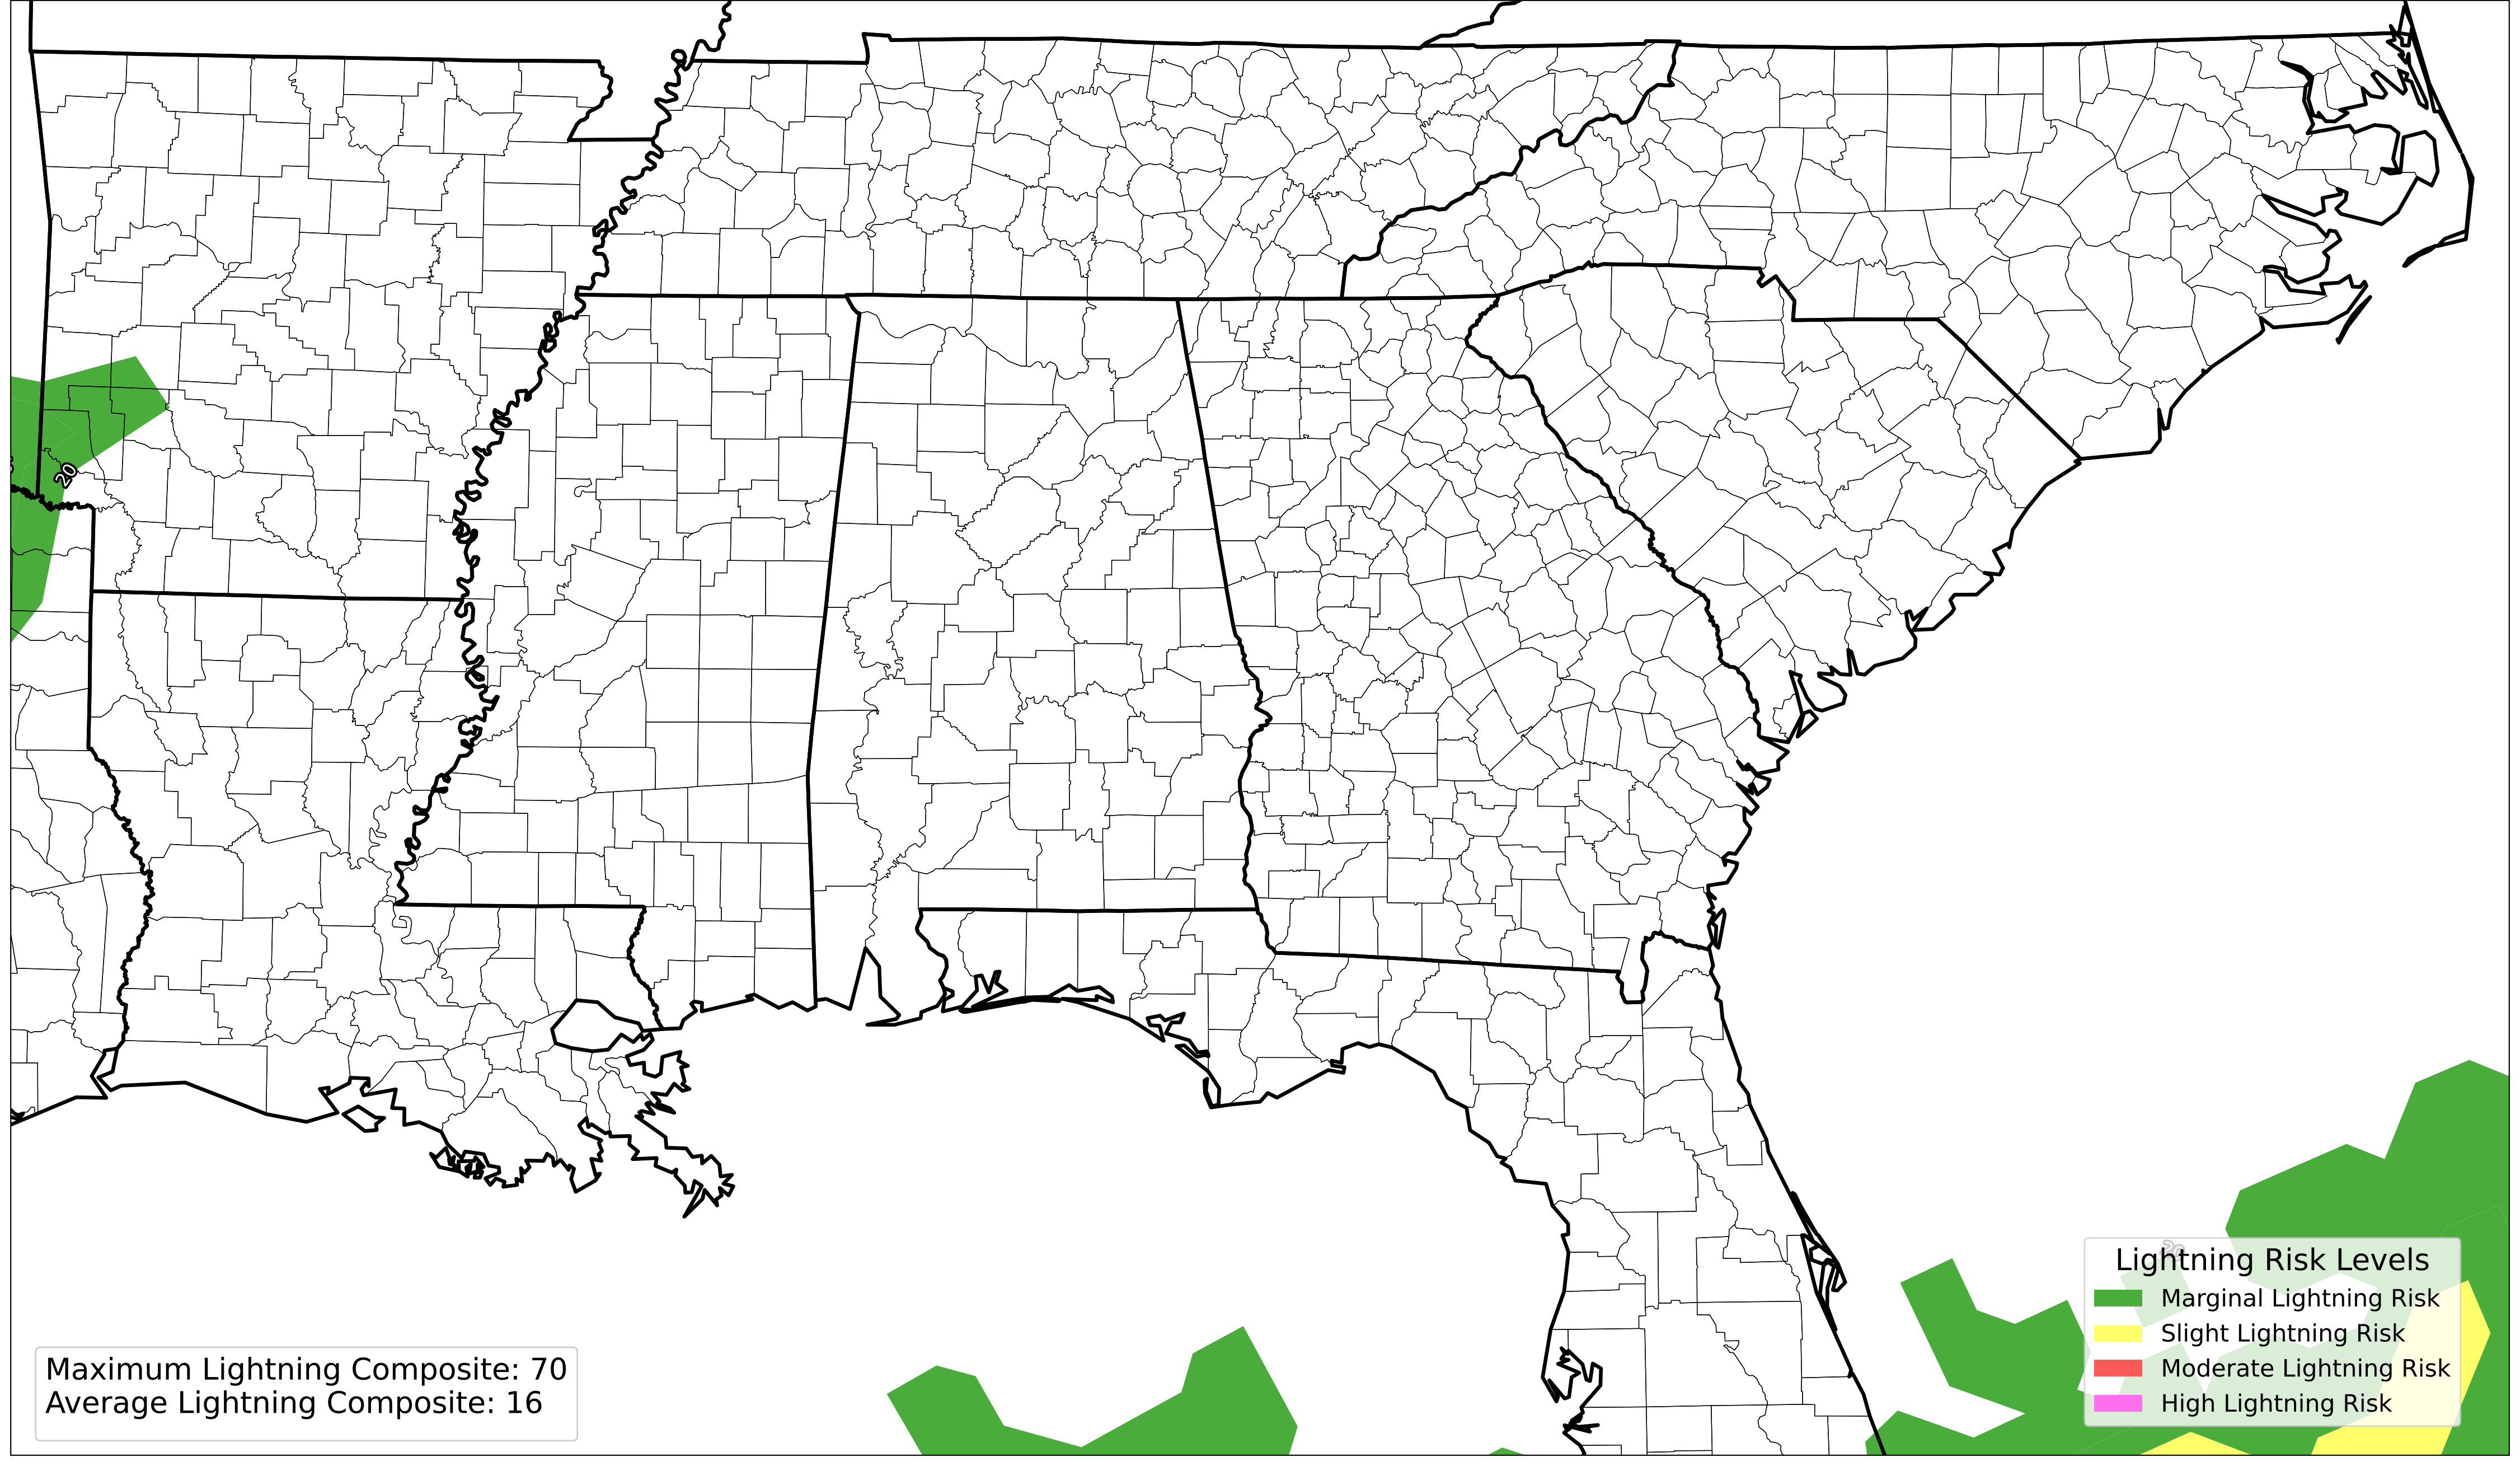 20
20
Lightning Risk Levels
Marginal Lightning Risk
Slight Lightning Risk
Moderate Lightning Risk
High Lightning Risk
Maximum Lightning Composite: 70
Average Lightning Composite: 16